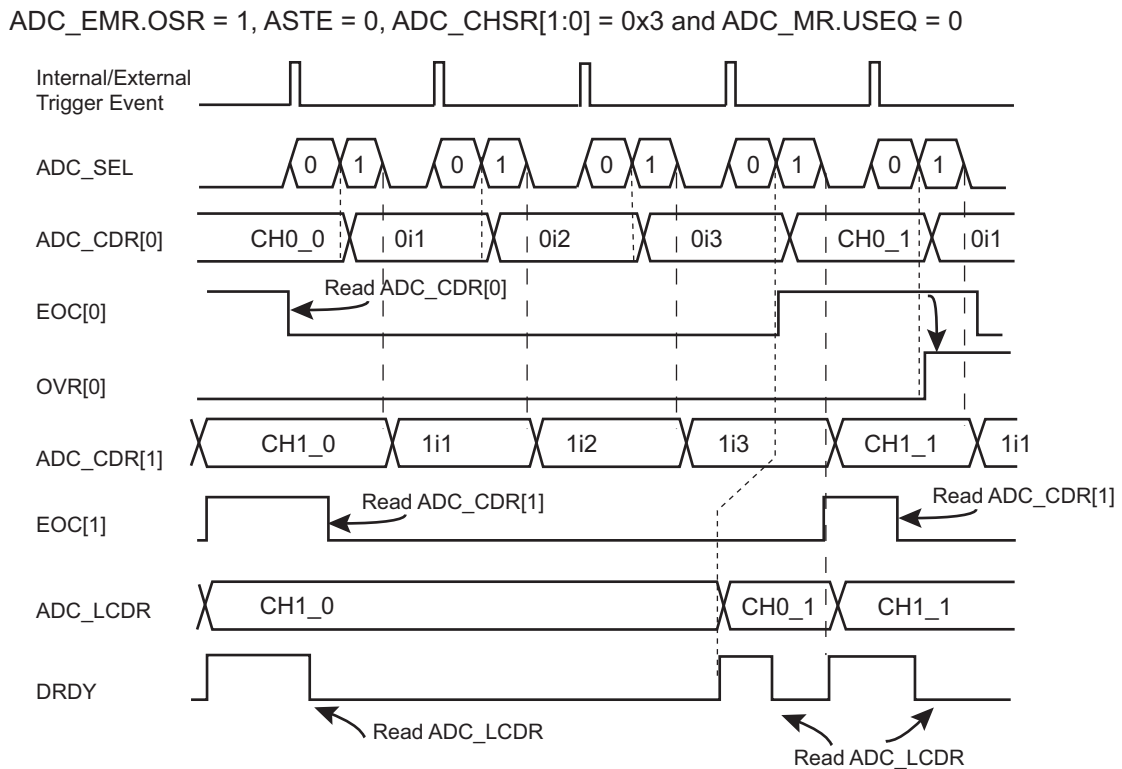 ADC_EMR.OSR = 1, ASTE = 0, ADC_CHSR[1:0] = 0x3 and ADC_MR.USEQ = 0
Internal/External
Trigger Event
ADC_SEL
0 1 0 1 0 1 0 1 0 1
ADC_CDR[0]
CH0_0 0i1 0i2 0i3 CH0_1 0i1
Read ADC_CDR[0]
EOC[0]
OVR[0]
ADC_CDR[1]
CH1_0 1i1 1i2 1i3 CH1_1 1i1
Read ADC_CDR[1]
Read ADC_CDR[1]
EOC[1]
ADC_LCDR
CH1_0 CH0_1 CH1_1
DRDY
Read ADC_LCDR
Read ADC_LCDR